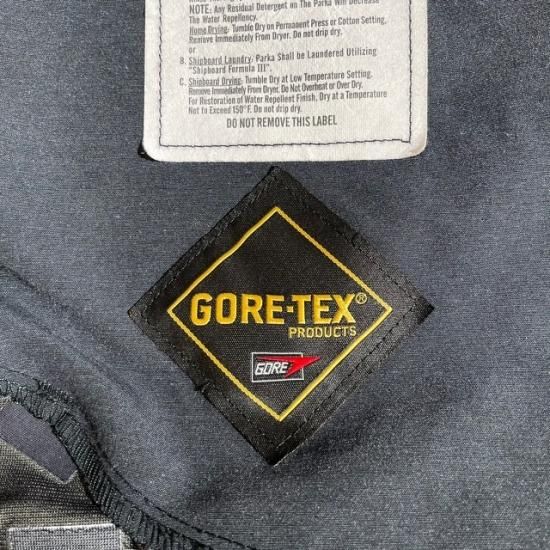 NOTE: Any Residual Detergent on The Parka Will Decrease
The Water Repellency.
Home Drying: Tumble Dry on Permanent Press or Cotton Setting.
Remove Immediately From Dryer. Do not drip dry.
or
B. Shipboard Laundry: Parka Shall be Laundered Utilizing
"Shipboard Formula III".
C. Shipboard Drying: Tumble Dry at Low Temperature Setting.
Remove Immediately From Dryer. Do Not Overheat or Over Dry.
For Restoration of Water Repellent Finish, Dry at a Temperature
Not to Exceed 150°F. Do not drip dry.
DO NOT REMOVE THIS LABEL
GORE-TEX®
PRODUCTS
GORE